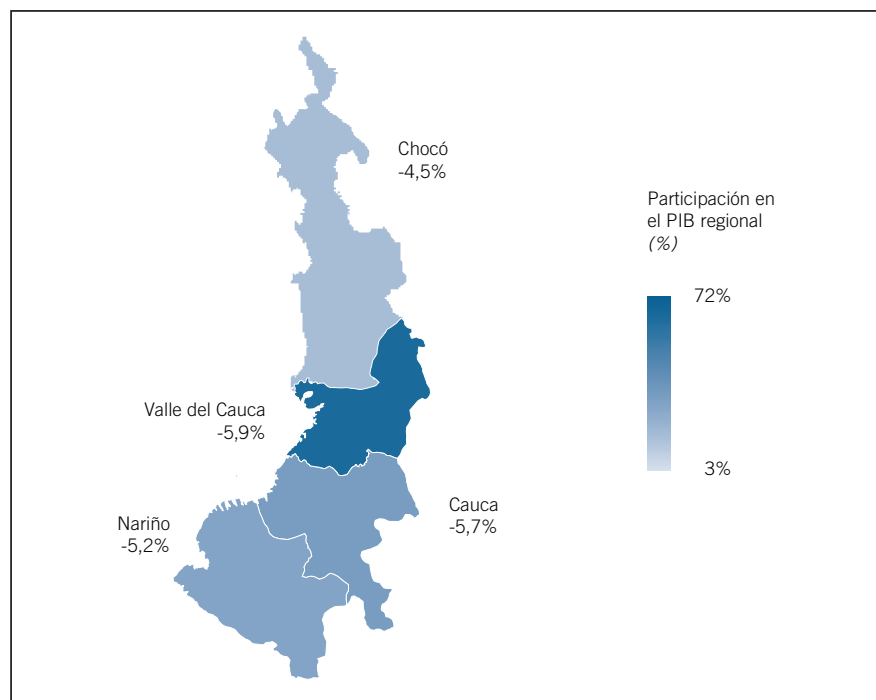 Chocó
-4,5%
Participación en
el PIB regional
(%)
72%
Valle del Cauca
-5,9%
3%
Cauca
-5,7%
Nariño
-5,2%